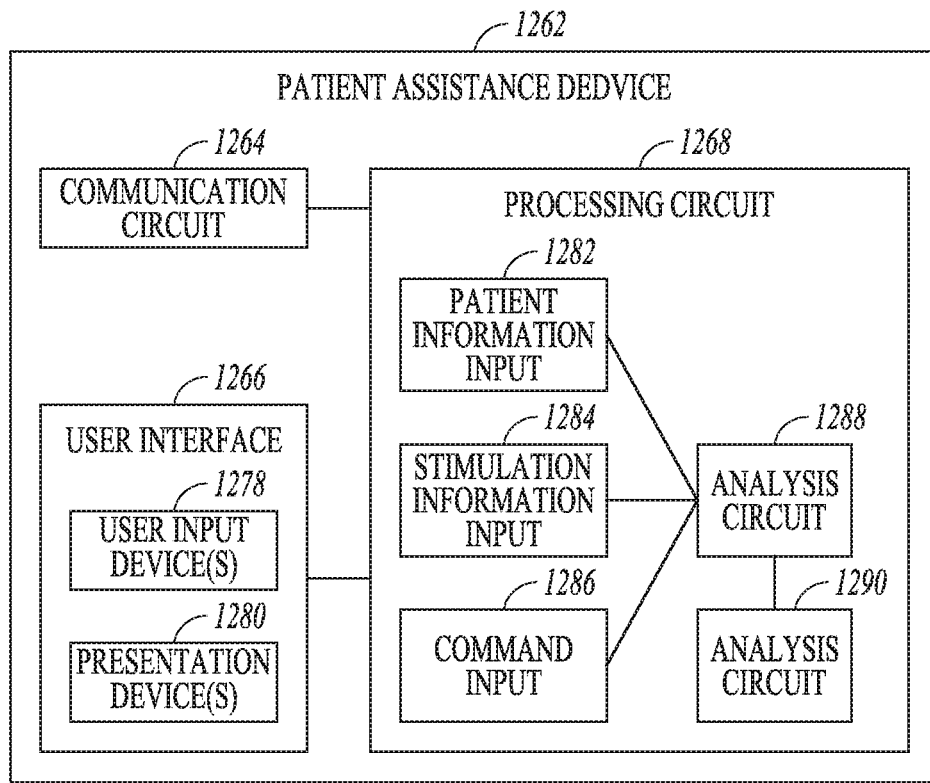 1262
PATIENT ASSISTANCE DEDVICE
1264
COMMUNICATION
CIRCUIT
1268
PROCESSING CIRCUIT
1282
PATIENT
INFORMATION
INPUT
1266
USER INTERFACE
1278
USER INPUT
DEVICE(S)
1280
PRESENTATION
DEVICE(S)
1284
STIMULATION
INFORMATION
INPUT
1286
COMMAND
INPUT
1288
ANALYSIS
CIRCUIT
1290
ANALYSIS
CIRCUIT